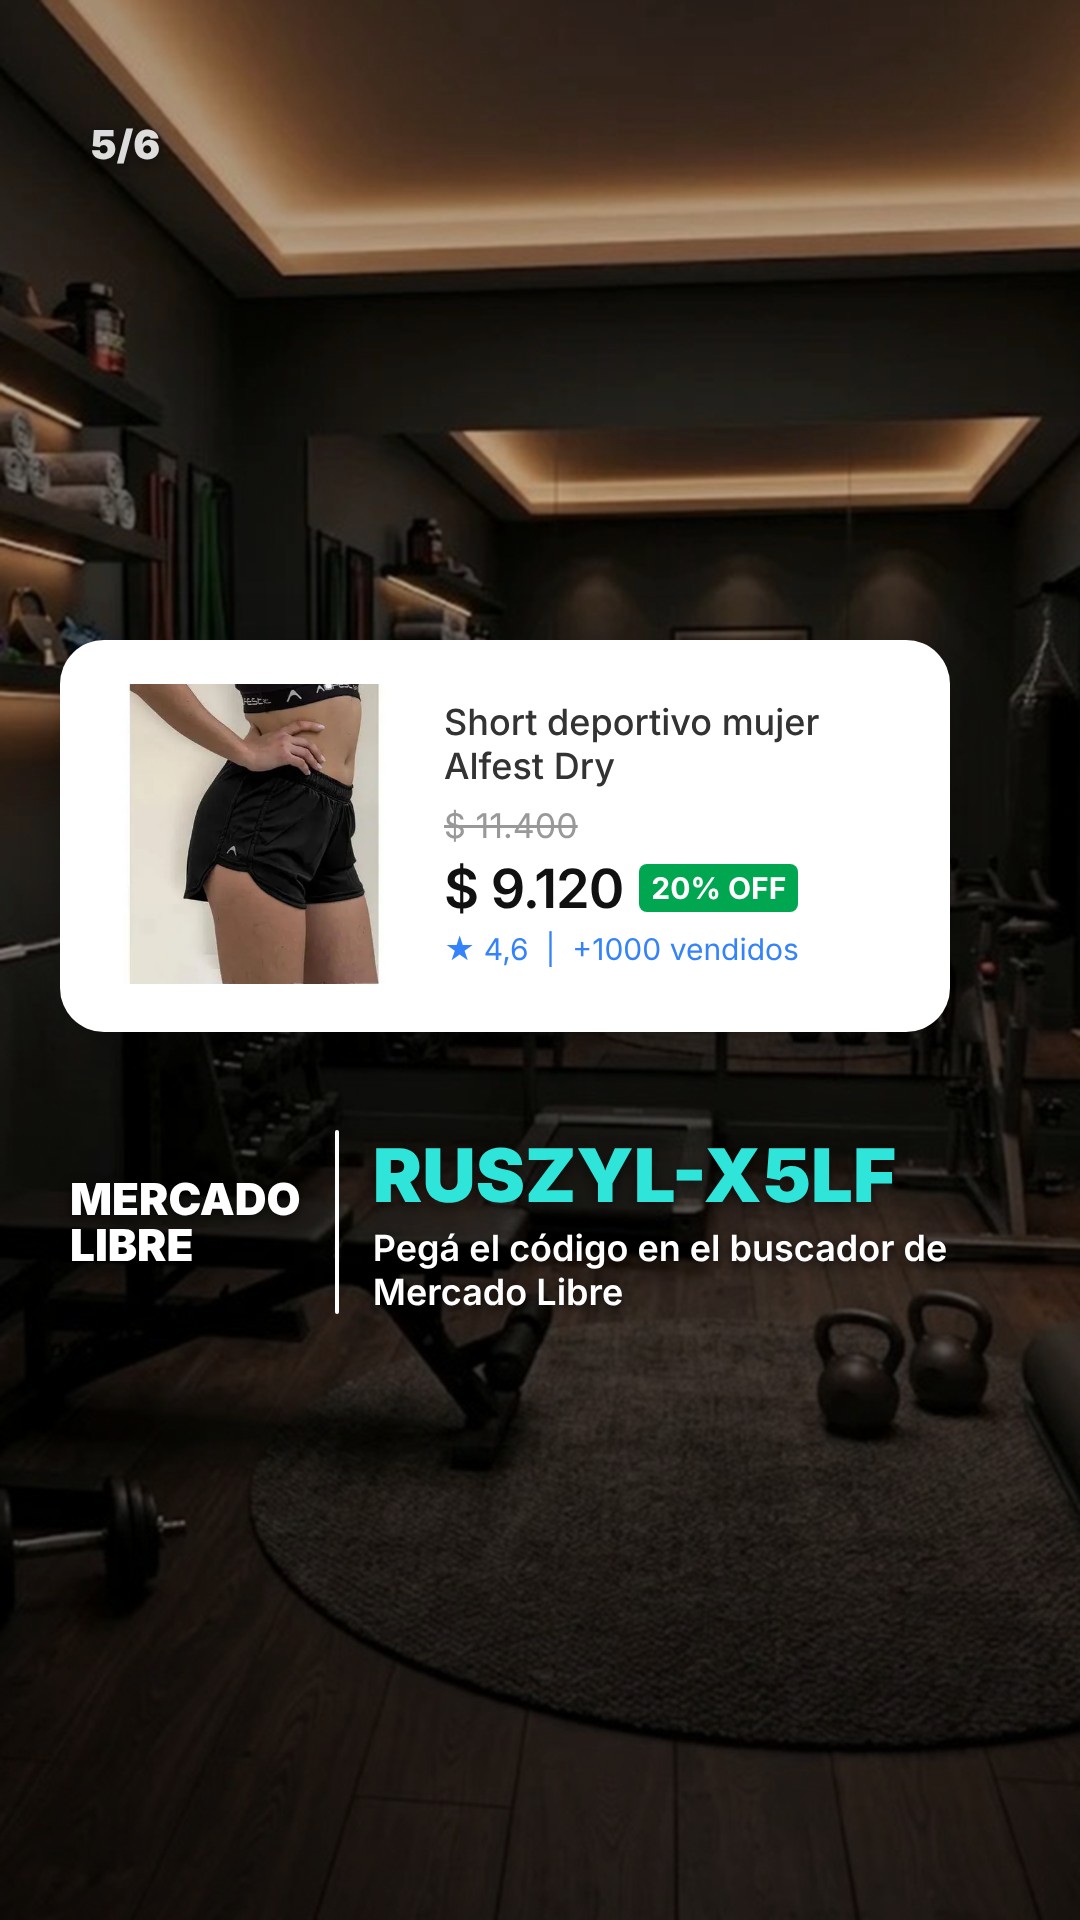 5/6
Short deportivo mujer
Alfest Dry
$ 11.400
$ 9.120 20% OFF
★ 4,6 | +1000 vendidos
MERCADO
LIBRE
RUSZYL-X5LF
Pegá el código en el buscador de
Mercado Libre